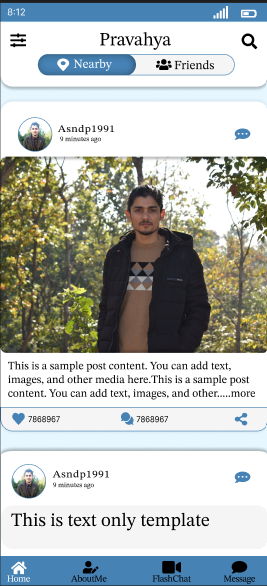 8:12
Pravahya
Nearby
Friends
Asndp1991
9 minutes ago
This is a sample post content. You can add text,
images, and other media here.This is a sample post
content. You can add text, images, and other.....more
7868967
7868967
Asndp1991
9 minutes ago
This is text only template
Home
AboutMe
FlashChat
Message